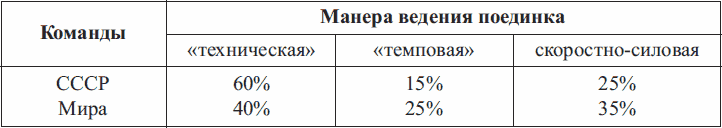 Команды
Манера ведения поединка
«техническая» «темповая» скоростно-силовая
СССР 60% 15% 25%
Мира 40% 25% 35%